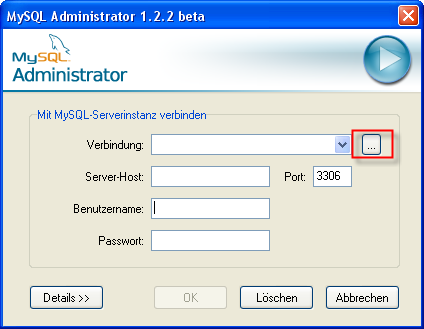 MySQL Administrator 1.2.2 beta
MySQL
Administrator
Mit MySQL-Serverinstanz verbinden
Verbindung:
...
Server-Host:
Port: 3306
Benutzername:
Passwort:
Details >>
OK
Löschen
Abbrechen